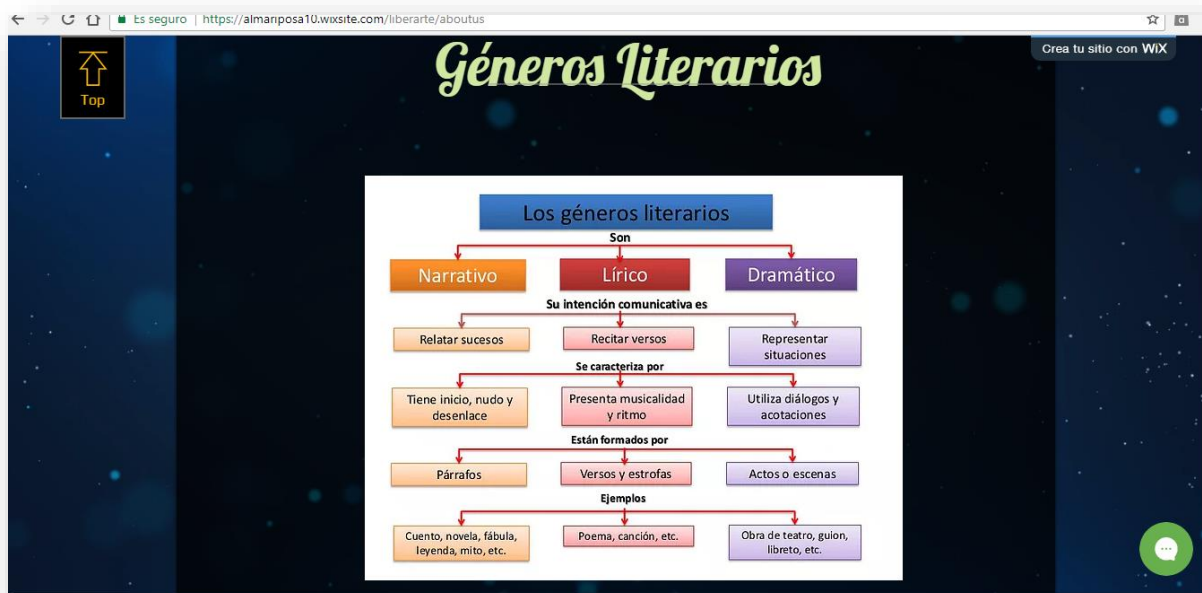 Es seguro | https://almariposa10.wixsite.com/liberarte/aboutus
Crea tu sitio con WiX
Top
Géneros Literarios
Los géneros literarios
Son
Narrativo Lírico Dramático
Su intención comunicativa es
Relatar sucesos Recitar versos Representar
situaciones
Se caracteriza por
Tiene inicio, nudo y Presenta musicalidad Utiliza diálogos y
desenlace y ritmo acotaciones
Están formados por
Párrafos Versos y estrofas Actos o escenas
Ejemplos
Cuento, novela, fábula, Poema, canción, etc. Obra de teatro, guion,
leyenda, mito, etc. libreto, etc.